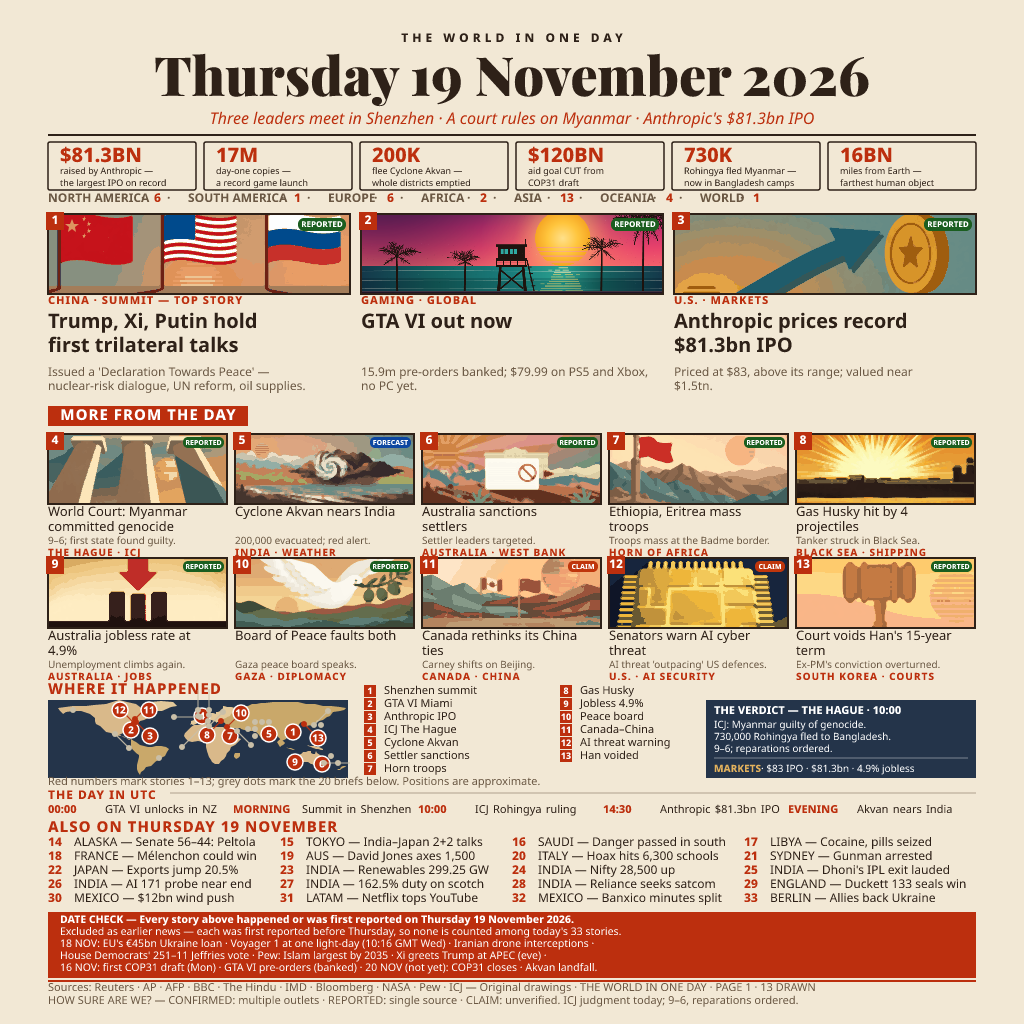 THE WORLD IN ONE DAY
Thursday 19 November 2026
Three leaders meet in Shenzhen · A court rules on Myanmar · Anthropic's $81.3bn IPO
$81.3BN
raised by Anthropic —
the largest IPO on record
17M
day-one copies —
a record game launch
200K
flee Cyclone Akvan —
whole districts emptied
$120BN
aid goal CUT from
COP31 draft
730K
Rohingya fled Myanmar —
now in Bangladesh camps
16BN
miles from Earth —
farthest human object
NORTH AMERICA 6 · SOUTH AMERICA 1 · EUROPE 6 · AFRICA 2 · ASIA 13 · OCEANIA 4 · WORLD 1
1
REPORTED
CHINA · SUMMIT — TOP STORY
Trump, Xi, Putin hold
first trilateral talks
Issued a 'Declaration Towards Peace' —
nuclear-risk dialogue, UN reform, oil supplies.
2
REPORTED
GAMING · GLOBAL
GTA VI out now
15.9m pre-orders banked; $79.99 on PS5 and Xbox,
no PC yet.
3
REPORTED
U.S. · MARKETS
Anthropic prices record
$81.3bn IPO
Priced at $83, above its range; valued near
$1.5tn.
MORE FROM THE DAY
4
REPORTED
World Court: Myanmar
committed genocide
9–6; first state found guilty.
THE HAGUE · ICJ
5
FORECAST
Cyclone Akvan nears India
200,000 evacuated; red alert.
INDIA · WEATHER
6
REPORTED
Australia sanctions
settlers
Settler leaders targeted.
AUSTRALIA · WEST BANK
7
REPORTED
Ethiopia, Eritrea mass
troops
Troops mass at the Badme border.
HORN OF AFRICA
8
REPORTED
Gas Husky hit by 4
projectiles
Tanker struck in Black Sea.
BLACK SEA · SHIPPING
9
REPORTED
Australia jobless rate at
4.9%
Unemployment climbs again.
AUSTRALIA · JOBS
10
REPORTED
Board of Peace faults both
Gaza peace board speaks.
GAZA · DIPLOMACY
11
CLAIM
Canada rethinks its China
ties
Carney shifts on Beijing.
CANADA · CHINA
12
CLAIM
Senators warn AI cyber
threat
AI threat 'outpacing' US defences.
U.S. · AI SECURITY
13
REPORTED
Court voids Han's 15-year
term
Ex-PM's conviction overturned.
SOUTH KOREA · COURTS
WHERE IT HAPPENED
12
11
4
10
2
3
8
7
5
1
13
9
6
1 Shenzhen summit
2 GTA VI Miami
3 Anthropic IPO
4 ICJ The Hague
5 Cyclone Akvan
6 Settler sanctions
7 Horn troops
8 Gas Husky
9 Jobless 4.9%
10 Peace board
11 Canada–China
12 AI threat warning
13 Han voided
THE VERDICT — THE HAGUE · 10:00
ICJ: Myanmar guilty of genocide.
730,000 Rohingya fled to Bangladesh.
9–6; reparations ordered.
MARKETS · $83 IPO · $81.3bn · 4.9% jobless
Red numbers mark stories 1–13; grey dots mark the 20 briefs below. Positions are approximate.
THE DAY IN UTC
00:00 GTA VI unlocks in NZ MORNING Summit in Shenzhen 10:00 ICJ Rohingya ruling 14:30 Anthropic $81.3bn IPO EVENING Akvan nears India
ALSO ON THURSDAY 19 NOVEMBER
14 ALASKA — Senate 56–44: Peltola 15 TOKYO — India–Japan 2+2 talks 16 SAUDI — Danger passed in south 17 LIBYA — Cocaine, pills seized
18 FRANCE — Mélenchon could win 19 AUS — David Jones axes 1,500 20 ITALY — Hoax hits 6,300 schools 21 SYDNEY — Gunman arrested
22 JAPAN — Exports jump 20.5% 23 INDIA — Renewables 299.25 GW 24 INDIA — Nifty 28,500 up 25 INDIA — Dhoni's IPL exit lauded
26 INDIA — AI 171 probe near end 27 INDIA — 162.5% duty on scotch 28 INDIA — Reliance seeks satcom 29 ENGLAND — Duckett 133 seals win
30 MEXICO — $12bn wind push 31 LATAM — Netflix tops YouTube 32 MEXICO — Banxico minutes split 33 BERLIN — Allies back Ukraine
DATE CHECK — Every story above happened or was first reported on Thursday 19 November 2026.
Excluded as earlier news — each was first reported before Thursday, so none is counted among today's 33 stories.
18 NOV: EU's €45bn Ukraine loan · Voyager 1 at one light-day (10:16 GMT Wed) · Iranian drone interceptions ·
House Democrats' 251–11 Jeffries vote · Pew: Islam largest by 2035 · Xi greets Trump at APEC (eve) ·
16 NOV: first COP31 draft (Mon) · GTA VI pre-orders (banked) · 20 NOV (not yet): COP31 closes · Akvan landfall.
Sources: Reuters · AP · AFP · BBC · The Hindu · IMD · Bloomberg · NASA · Pew · ICJ — Original drawings · THE WORLD IN ONE DAY · PAGE 1 · 13 DRAWN
HOW SURE ARE WE? — CONFIRMED: multiple outlets · REPORTED: single source · CLAIM: unverified. ICJ judgment today; 9–6, reparations ordered.